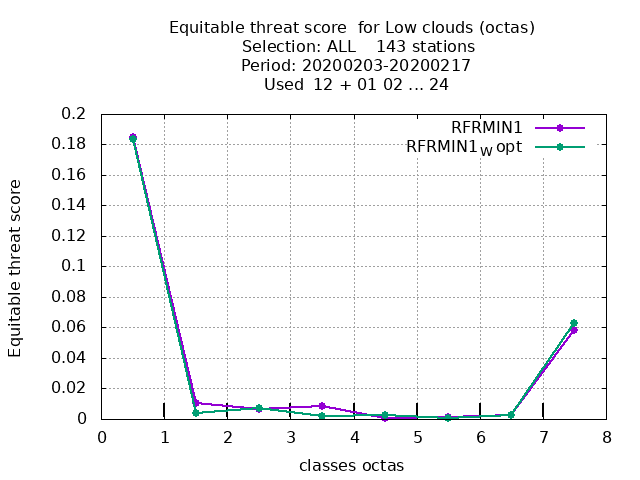 Equitable threat score  for Low clouds (octas)
Selection: ALL    143 stations
Period: 20200203-20200217
Used  12 + 01 02 ... 24
RFRMIN1
RFRMIN1W opt
Equitable threat score
0.2
0.18
0.16
0.14
0.12
0.1
0.08
0.06
0.04
0.02
0
0 1 2 3 4 5 6 7 8
classes octas